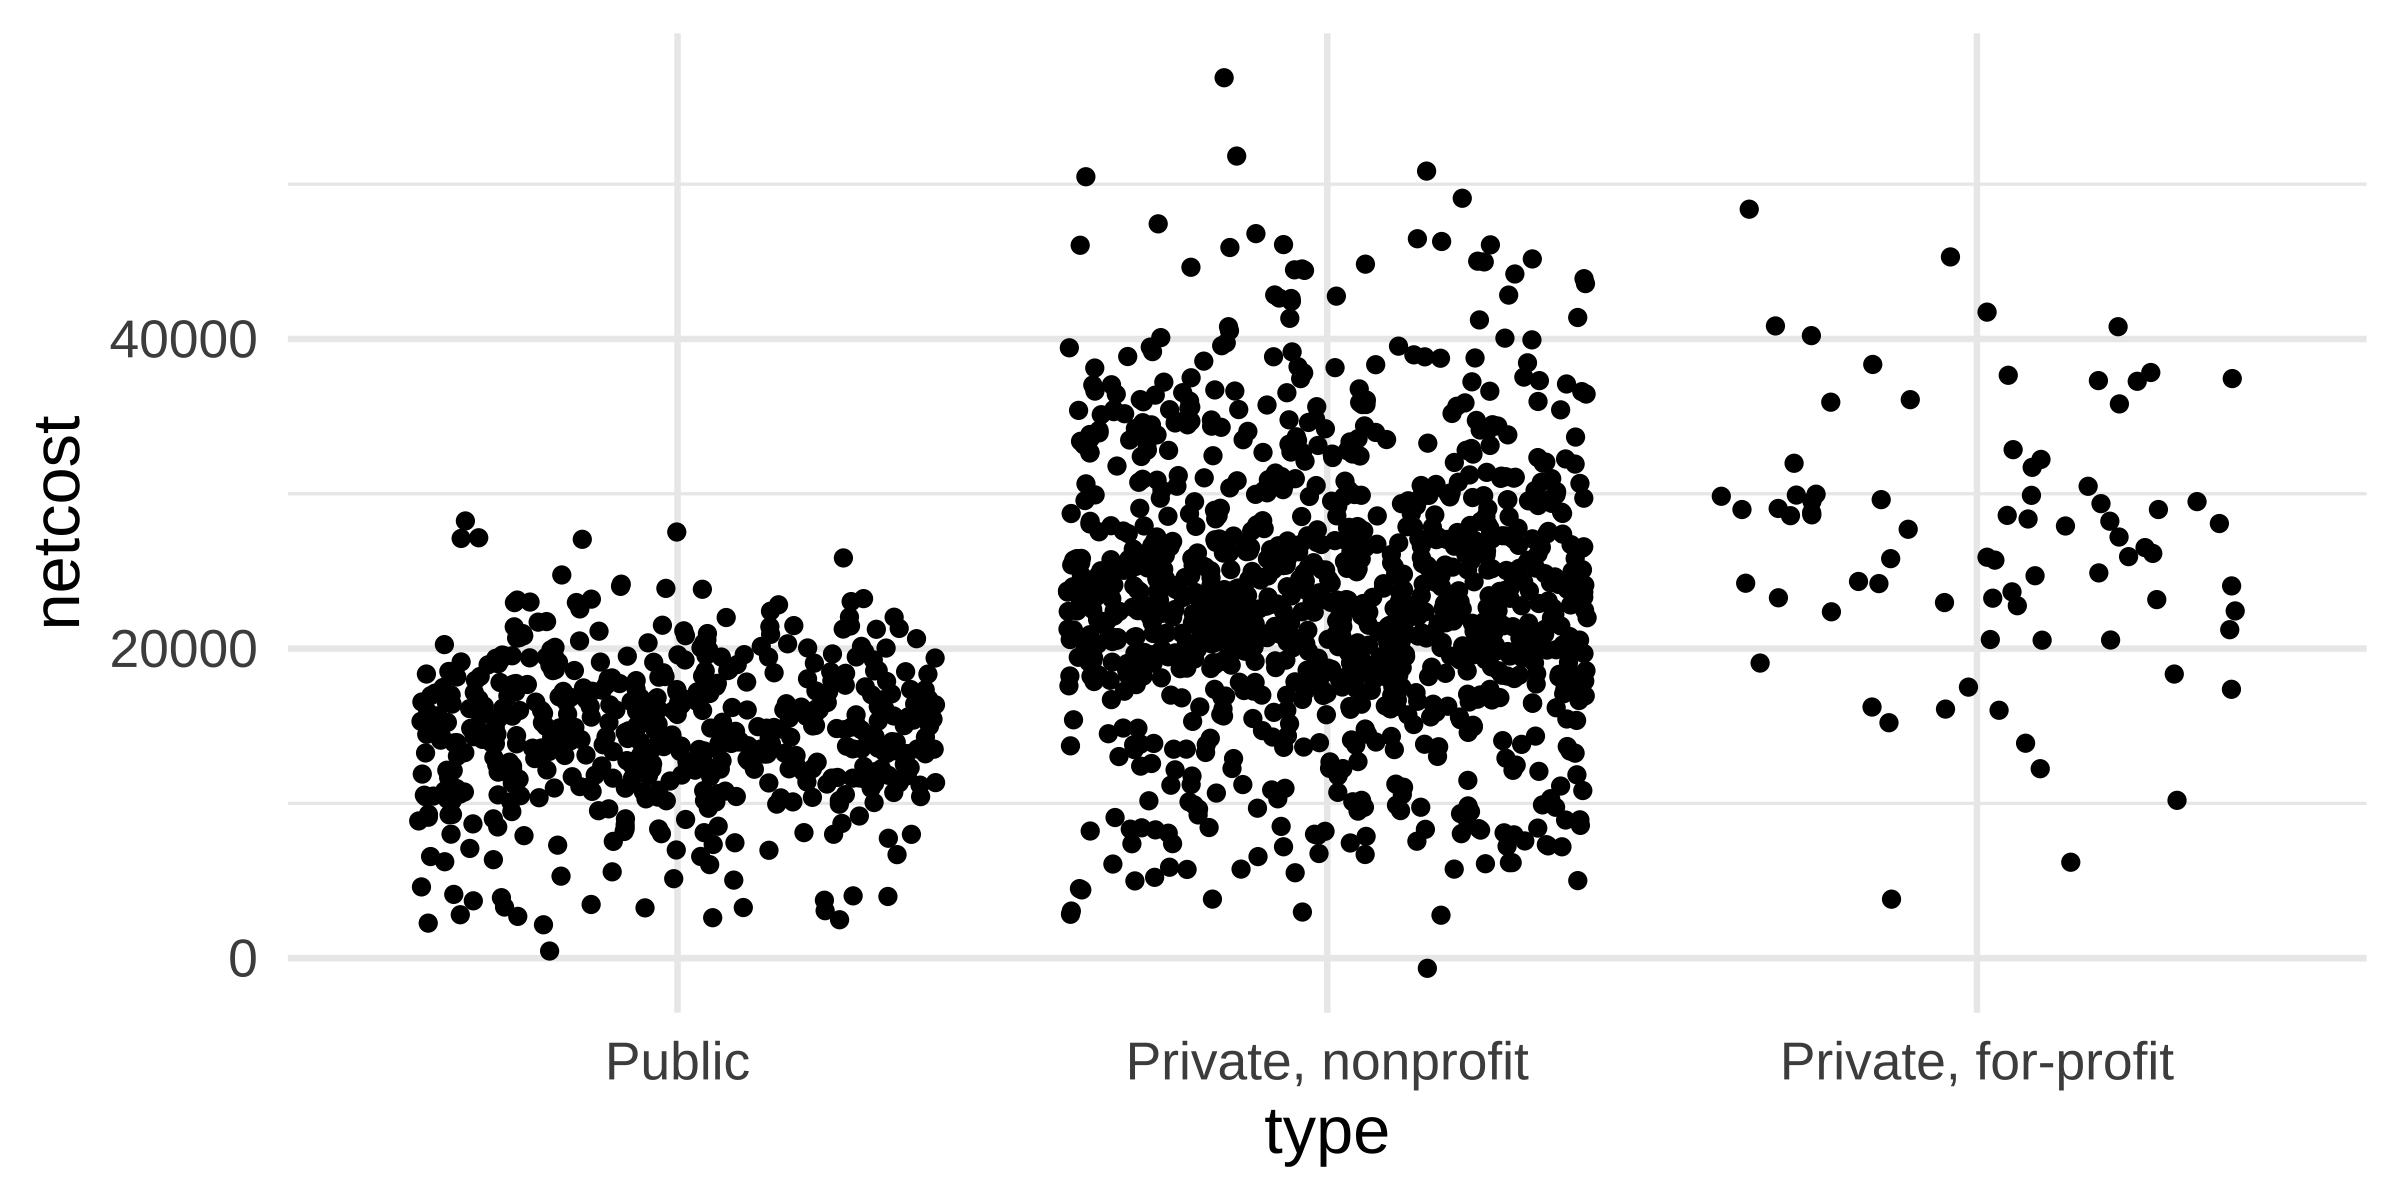 netcost
40000
20000
0
Public
Private, nonprofit
Private, for-profit
type